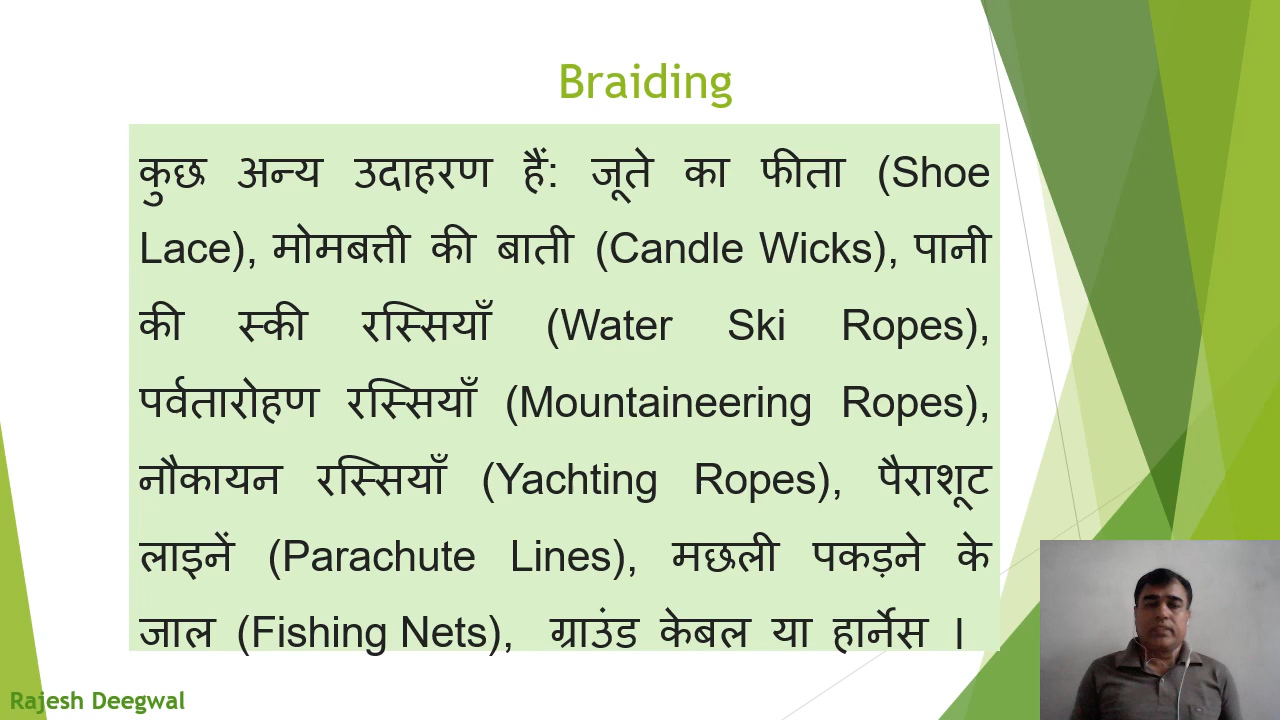 Braiding
कुछ अन्य उदाहरण हैं: जूते का फीता (Shoe
Lace), मोमबत्ती की बाती (Candle Wicks), पानी
की स्की रस्सियाँ (Water Ski Ropes),
पर्वतारोहण रस्सियाँ (Mountaineering Ropes),
नौकायन रस्सियाँ (Yachting Ropes), पैराशूट
लाइनें (Parachute Lines), मछली पकड़ने के
जाल (Fishing Nets), ग्राउंड केबल या हार्नेस ।
Rajesh Deegwal